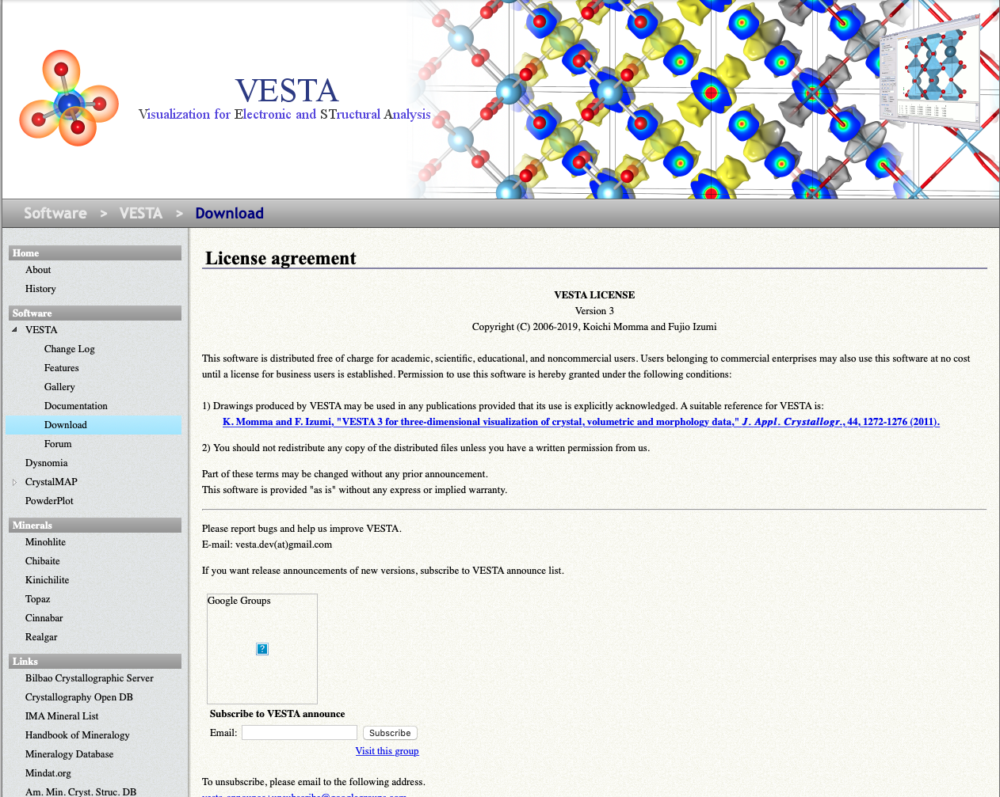 VESTA
Visualization for Electronic and STructural Analysis
Software > VESTA > Download
Home
About
History
Software
VESTA
Change Log
Features
Gallery
Documentation
Download
Forum
Dysnomia
CrystalMAP
PowderPlot
Minerals
Minohlite
Chibaite
Kinichilite
Topaz
Cinnabar
Realgar
Links
Bilbao Crystallographic Server
Crystallography Open DB
IMA Mineral List
Handbook of Mineralogy
Mineralogy Database
Mindat.org
Am. Min. Cryst. Struc. DB
License agreement
VESTA LICENSE
Version 3
Copyright (C) 2006-2019, Koichi Momma and Fujio Izumi
This software is distributed free of charge for academic, scientific, educational, and noncommercial users. Users belonging to commercial enterprises may also use this software at no cost
until a license for business users is established. Permission to use this software is hereby granted under the following conditions:
1) Drawings produced by VESTA may be used in any publications provided that its use is explicitly acknowledged. A suitable reference for VESTA is:
K. Momma and F. Izumi, "VESTA 3 for three-dimensional visualization of crystal, volumetric and morphology data," J. Appl. Crystallogr., 44, 1272-1276 (2011).
2) You should not redistribute any copy of the distributed files unless you have a written permission from us.
Part of these terms may be changed without any prior announcement.
This software is provided "as is" without any express or implied warranty.
Please report bugs and help us improve VESTA.
E-mail: vesta.dev(at)gmail.com
If you want release announcements of new versions, subscribe to VESTA announce list.
Google Groups
?
Subscribe to VESTA announce
Email: Subscribe
Visit this group
To unsubscribe, please email to the following address.
vesta-announce+unsubscribe@googlegroups.com